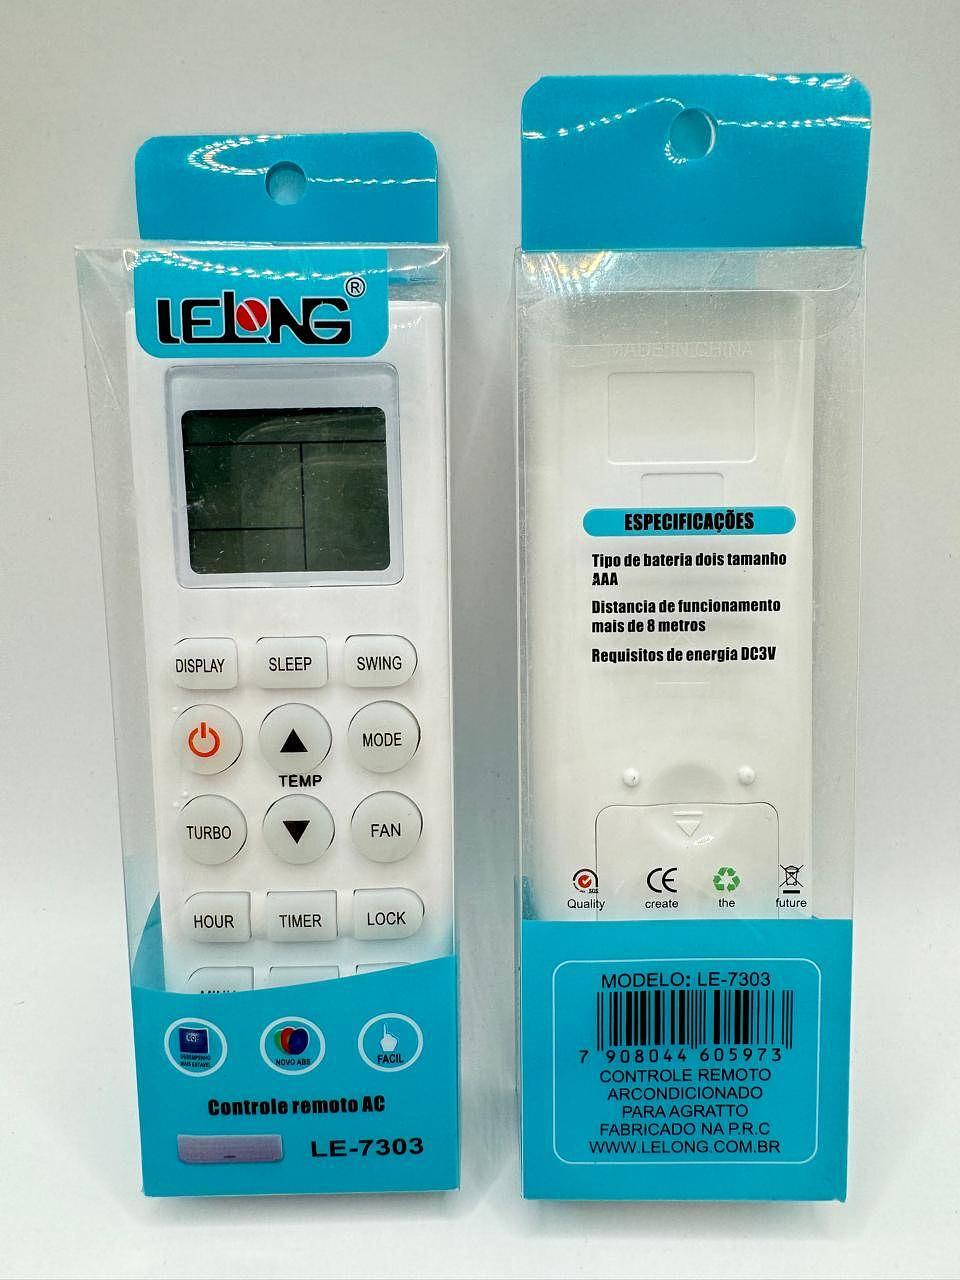 LELONG®
DISPLAY
SLEEP
SWING
TEMP
MODE
TURBO
FAN
HOUR
TIMER
LOCK
NOVO ABS
FACIL
Controle remoto AC
LE-7303
MADE IN CHINA
ESPECIFICAÇÕES
Tipo de bateria dois tamanho
AAA
Distancia de funcionamento
mais de 8 metros
Requisitos de energia DC3V
SGS
CE
Quality
create
the
future
MODELO: LE-7303
7 908044 605973
CONTROLE REMOTO
ARCONDICIONADO
PARA AGRATTO
FABRICADO NA P.R.C
WWW.LELONG.COM.BR